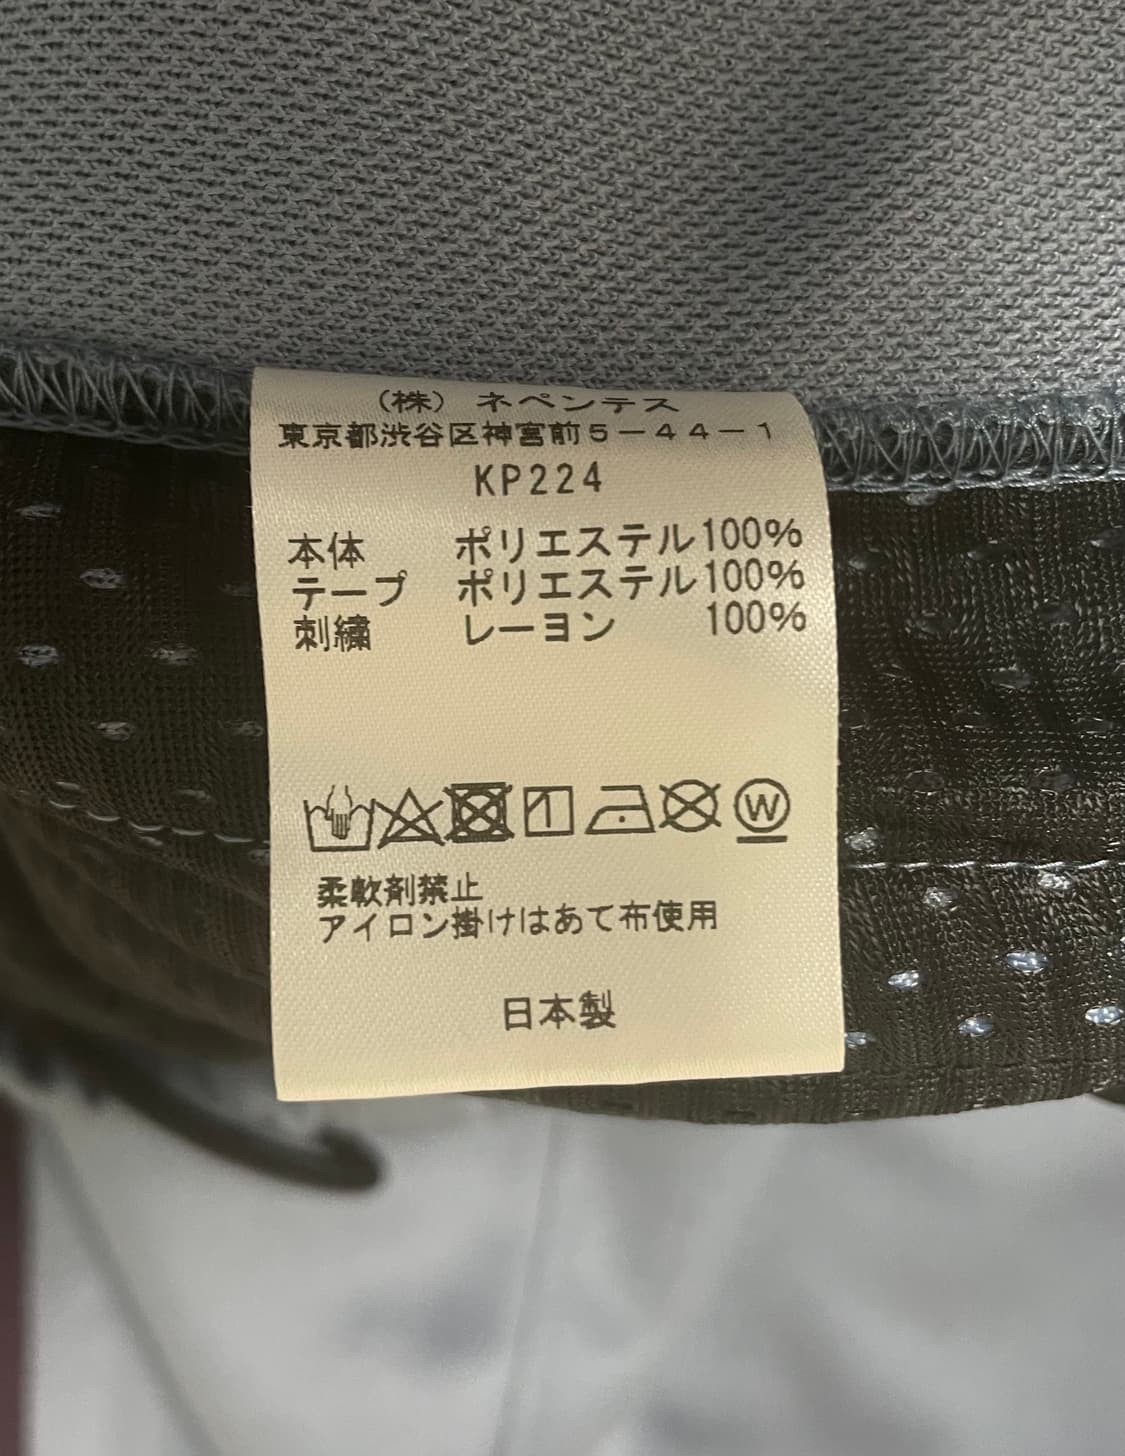 （株）ネペンテス
東京都渋谷区神宮前５−４４−１
KP224
本体 ポリエステル100%
テープ ポリエステル100%
刺繍 レーヨン 100%
W
柔軟剤禁止
アイロン掛けはあて布使用
日本製